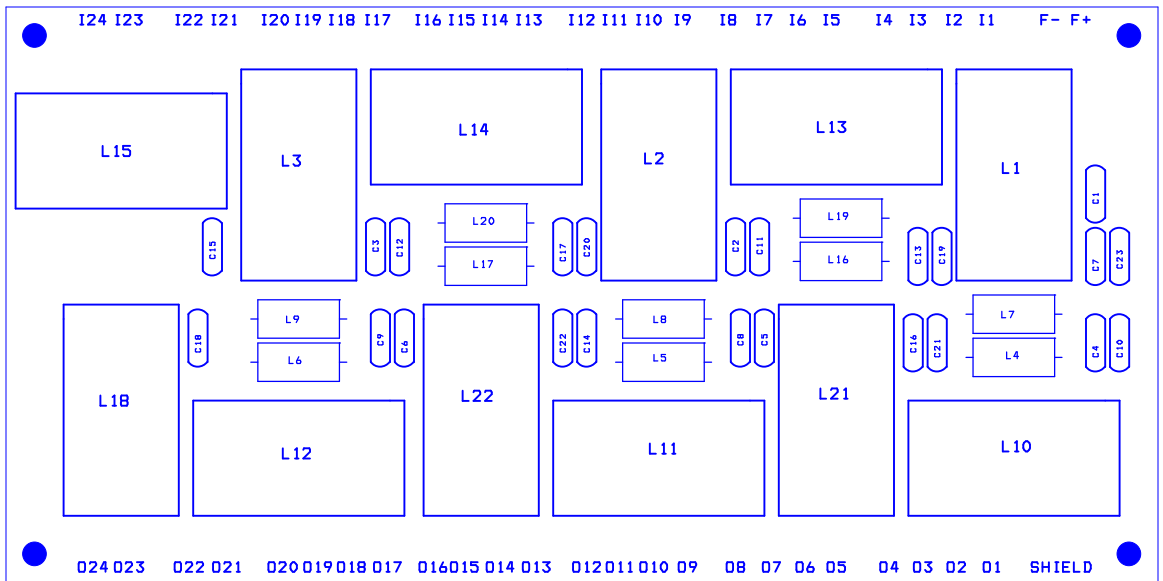 I24 I23 I22 I21 I20 I19 I18 I17 I16 I15 I14 I13 I12 I11 I10 I9 I8 I7 I6 I5 I4 I3 I2 I1 F- F+
L15 L3 L14 L2 L13 L1
C1
L20 L19
C15 C3 C12 L17 C17 C20 C2 C11 L16 C13 C19 C7 C23
L9 L8 L7
C18 L6 C9 C6 C22 C14 L5 C8 C5 C16 C21 L4 C4 C10
L18 L12 L22 L11 L21 L10
O24 O23 O22 O21 O20 O19 O18 O17 O16 O15 O14 O13 O12 O11 O10 O9 O8 O7 O6 O5 O4 O3 O2 O1 SHIELD